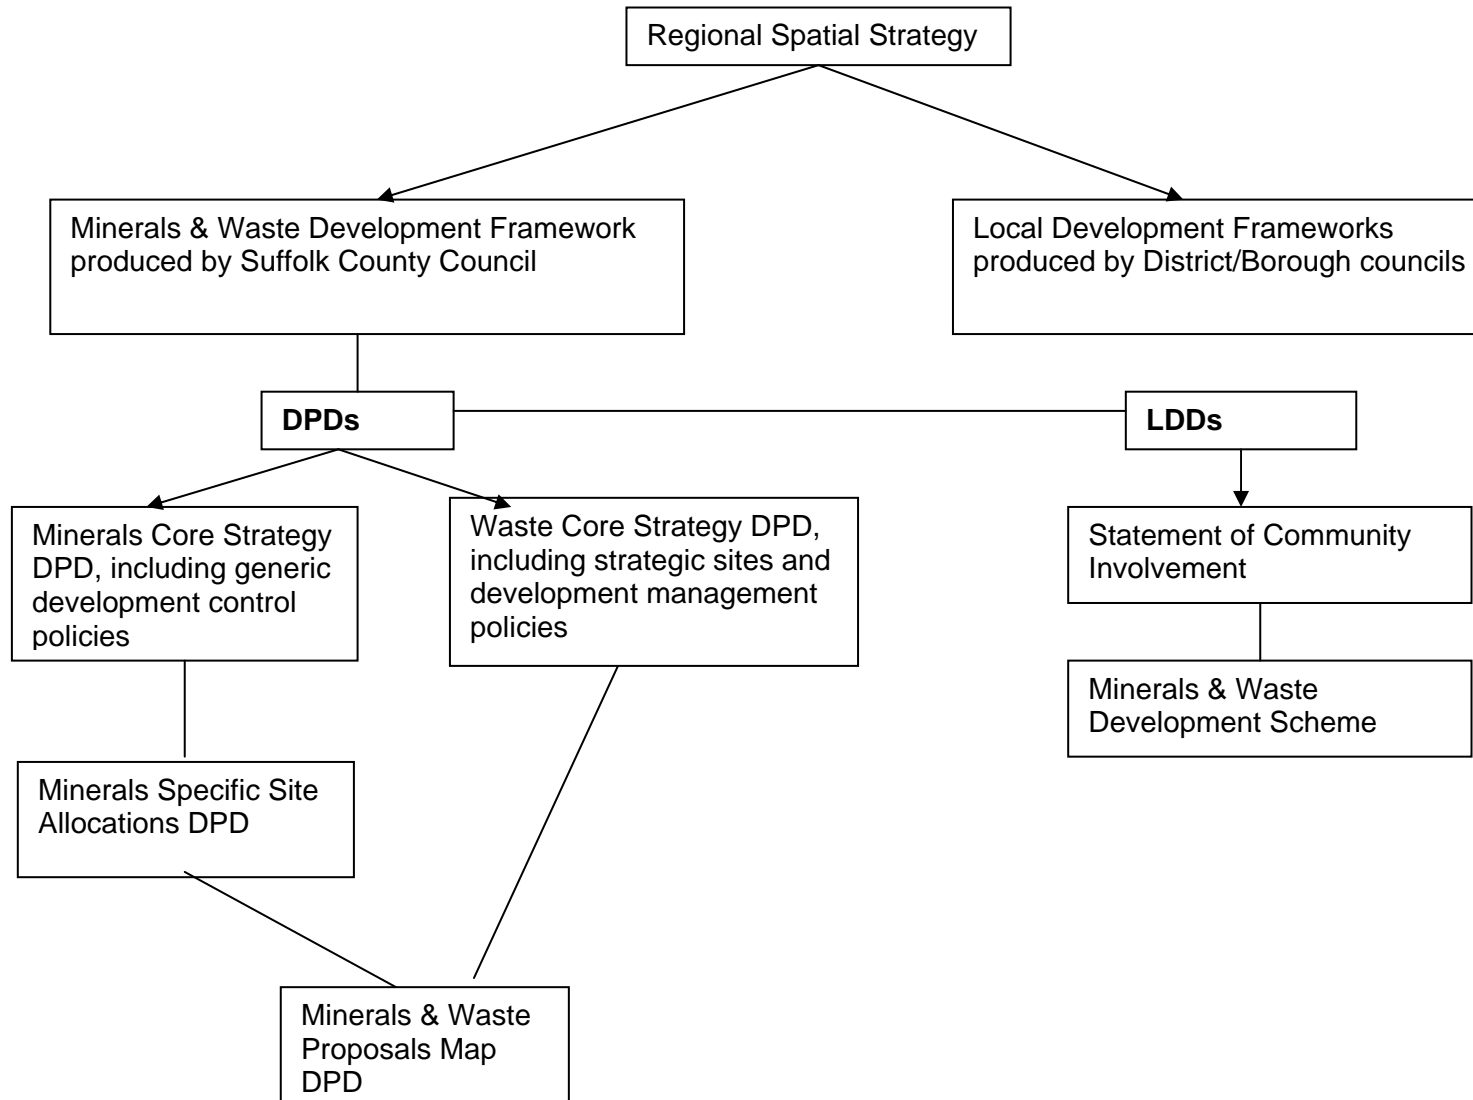 Regional Spatial Strategy
Minerals & Waste Development Framework
produced by Suffolk County Council
Local Development Frameworks
produced by District/Borough councils
DPDs
LDDs
Minerals Core Strategy
DPD, including generic
development control
policies
Waste Core Strategy DPD,
including strategic sites and
development management
policies
Statement of Community
Involvement
Minerals & Waste
Development Scheme
Minerals Specific Site
Allocations DPD
Minerals & Waste
Proposals Map
DPD